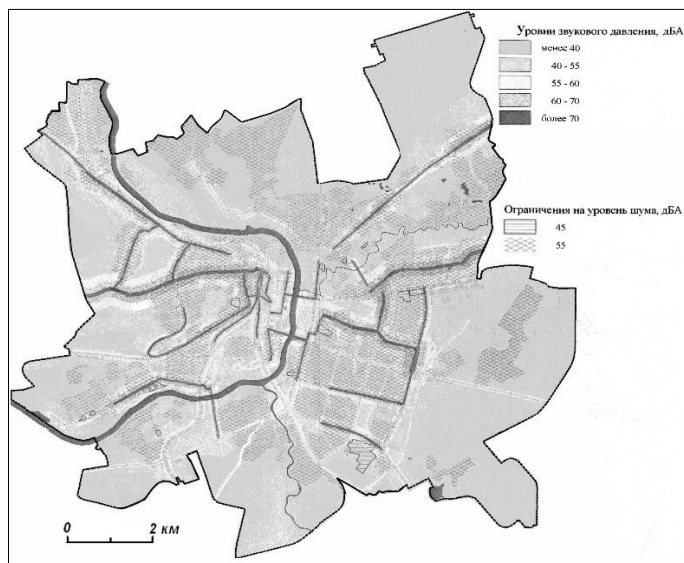 Уровни звукового давления, дБА
менее 40
40 - 55
55 - 60
60 - 70
более 70
Ограничения на уровень шума, дБА
45
55
0 2 км